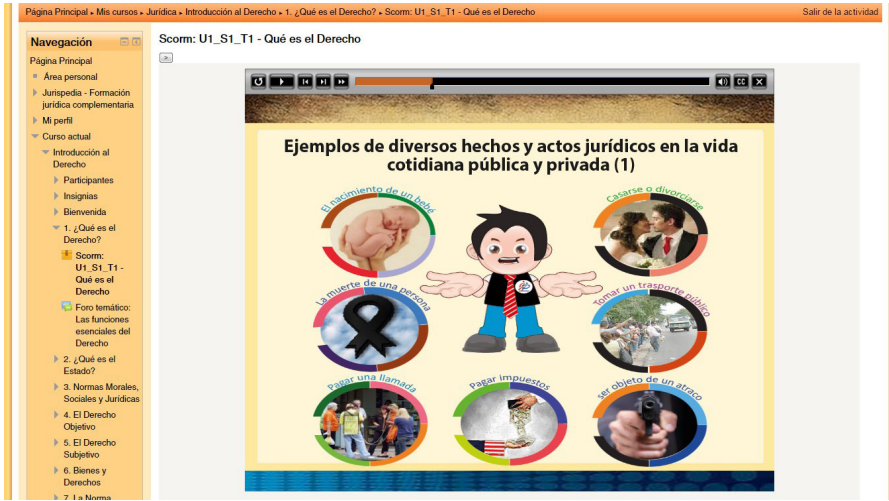 Página Principal ▸ Mis cursos ▸ Jurídica ▸ Introducción al Derecho ▸ 1. ¿Qué es el Derecho? ▸ Scorm: U1_S1_T1 - Qué es el Derecho
Salir de la actividad
Navegación
Página Principal
Área personal
Jurispedia - Formación
jurídica complementaria
Mi perfil
Curso actual
Introducción al
Derecho
Participantes
Insignias
Bienvenida
1. ¿Qué es el
Derecho?
Scorm:
U1_S1_T1 -
Qué es el
Derecho
Foro temático:
Las funciones
esenciales del
Derecho
2. ¿Qué es el
Estado?
3. Normas Morales,
Sociales y Jurídicas
4. El Derecho
Objetivo
5. El Derecho
Subjetivo
6. Bienes y
Derechos
7. La Norma
Scorm: U1_S1_T1 - Qué es el Derecho
>
CC
Ejemplos de diversos hechos y actos jurídicos en la vida
cotidiana pública y privada (1)
El nacimiento de un bebé
Casarse o divorciarse
La muerte de una persona
Tomar un trasporte público
Pagar una llamada
Pagar impuestos
ser objeto de un atraco